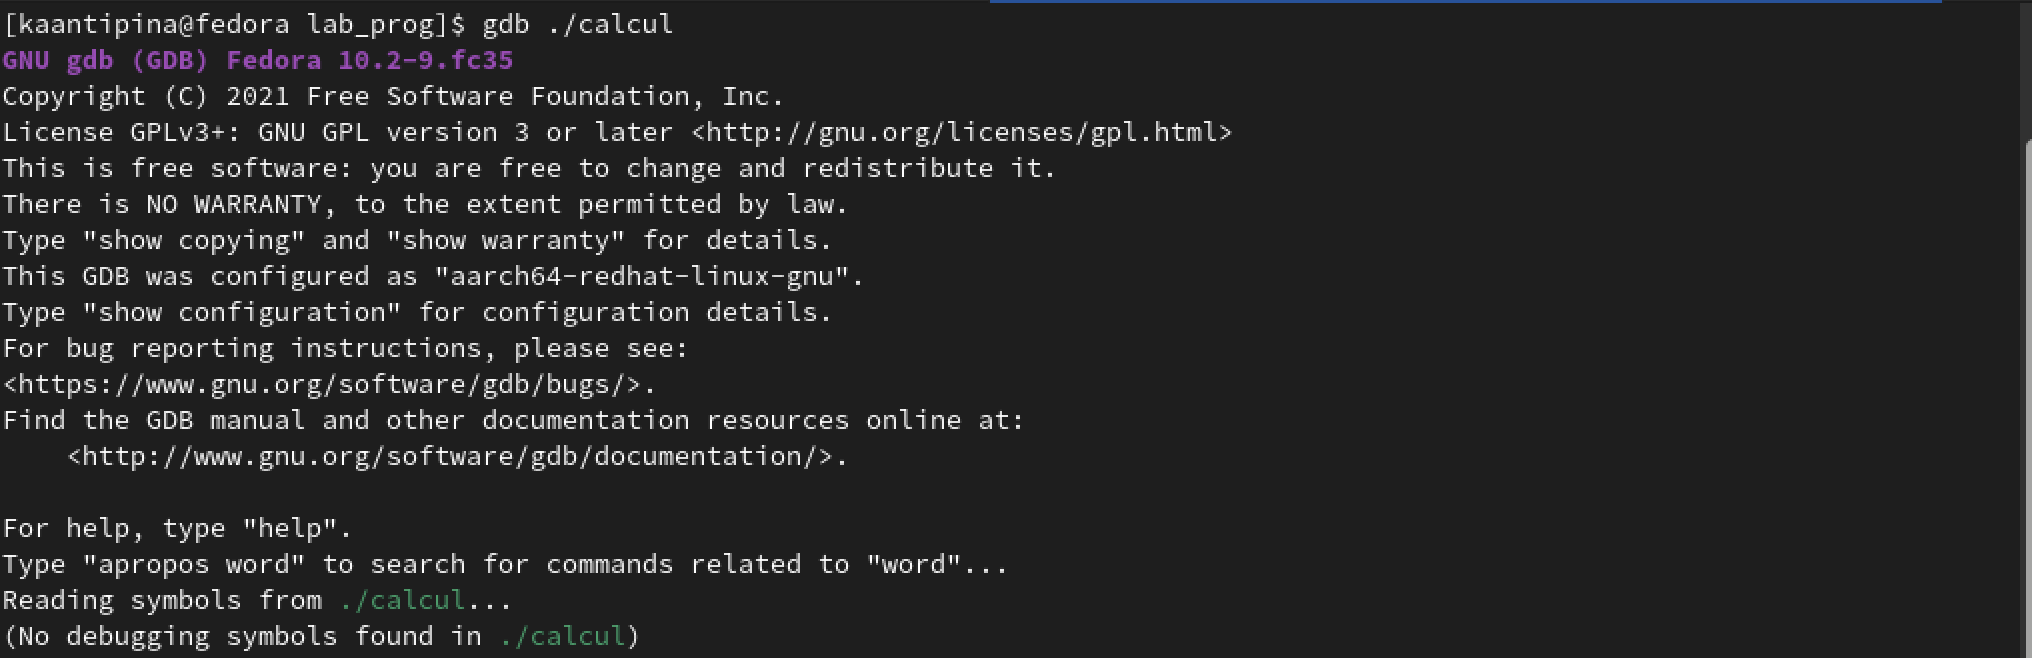 [kaantipina@fedora lab_prog]$ gdb ./calcul
GNU gdb (GDB) Fedora 10.2-9.fc35
Copyright (C) 2021 Free Software Foundation, Inc.
License GPLv3+: GNU GPL version 3 or later <http://gnu.org/licenses/gpl.html>
This is free software: you are free to change and redistribute it.
There is NO WARRANTY, to the extent permitted by law.
Type "show copying" and "show warranty" for details.
This GDB was configured as "aarch64-redhat-linux-gnu".
Type "show configuration" for configuration details.
For bug reporting instructions, please see:
<https://www.gnu.org/software/gdb/bugs/>.
Find the GDB manual and other documentation resources online at:
    <http://www.gnu.org/software/gdb/documentation/>.

For help, type "help".
Type "apropos word" to search for commands related to "word"...
Reading symbols from ./calcul...
(No debugging symbols found in ./calcul)